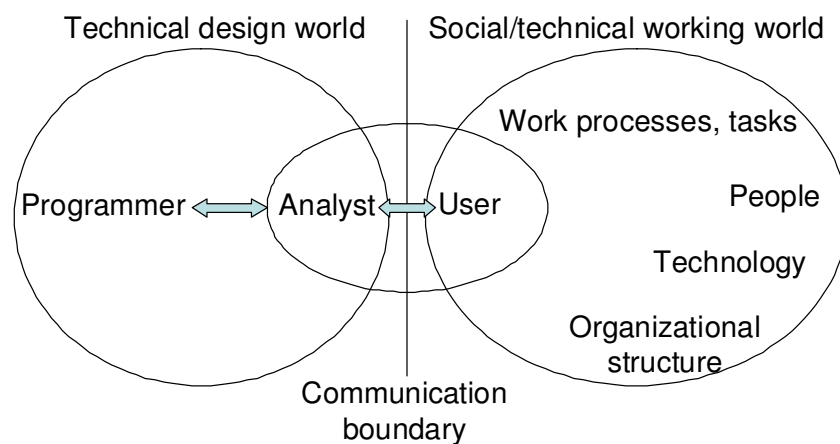 Technical design world
Social/technical working world
Work processes, tasks
Programmer
Analyst
User
People
Technology
Organizational
structure
Communication
boundary